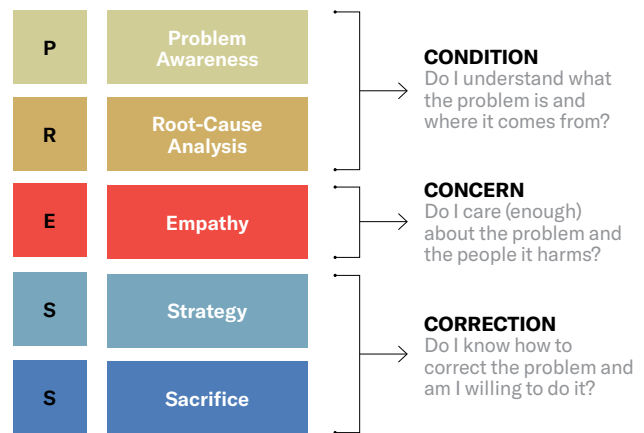 P
Problem
Awareness
R
Root-Cause
Analysis
CONDITION
Do I understand what
the problem is and
where it comes from?
E
Empathy
CONCERN
Do I care (enough)
about the problem and
the people it harms?
S
Strategy
S
Sacrifice
CORRECTION
Do I know how to
correct the problem and
am I willing to do it?